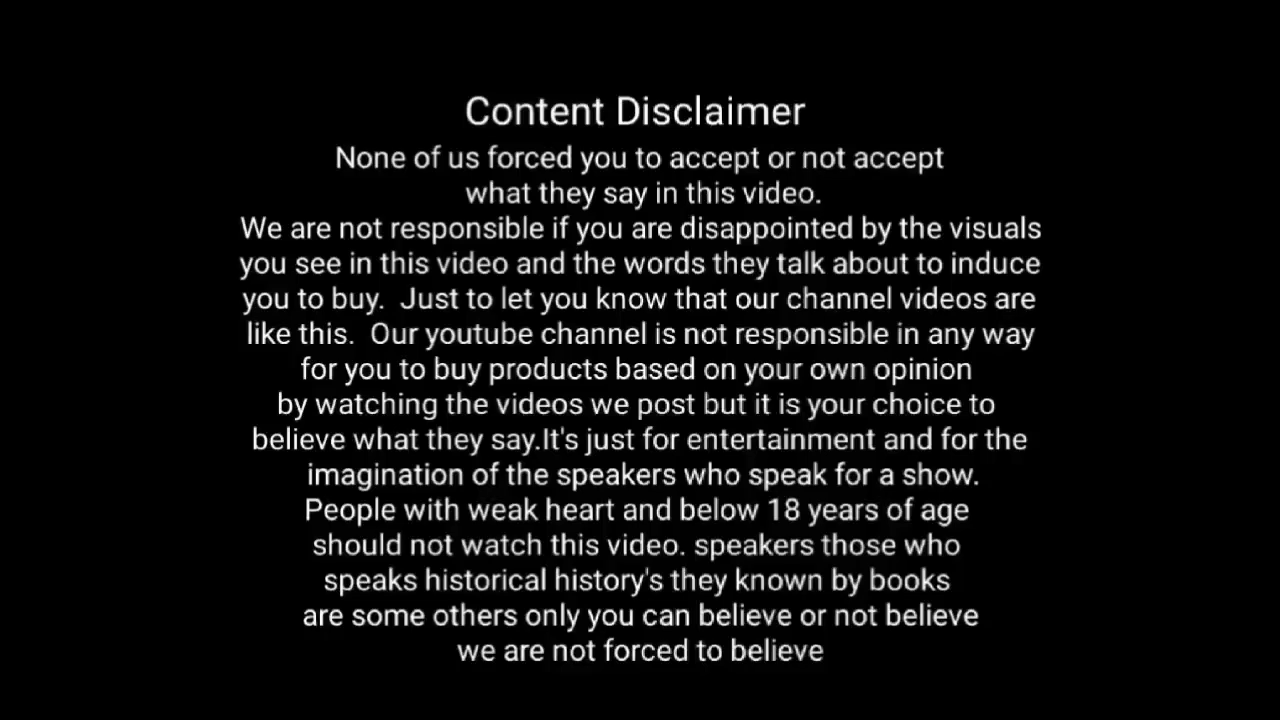 Content Disclaimer
None of us forced you to accept or not accept
what they say in this video.
We are not responsible if you are disappointed by the visuals
you see in this video and the words they talk about to induce
you to buy.  Just to let you know that our channel videos are
like this.  Our youtube channel is not responsible in any way
for you to buy products based on your own opinion
by watching the videos we post but it is your choice to
believe what they say.It's just for entertainment and for the
imagination of the speakers who speak for a show.
People with weak heart and below 18 years of age
should not watch this video. speakers those who
speaks historical history's they known by books
are some others only you can believe or not believe
we are not forced to believe